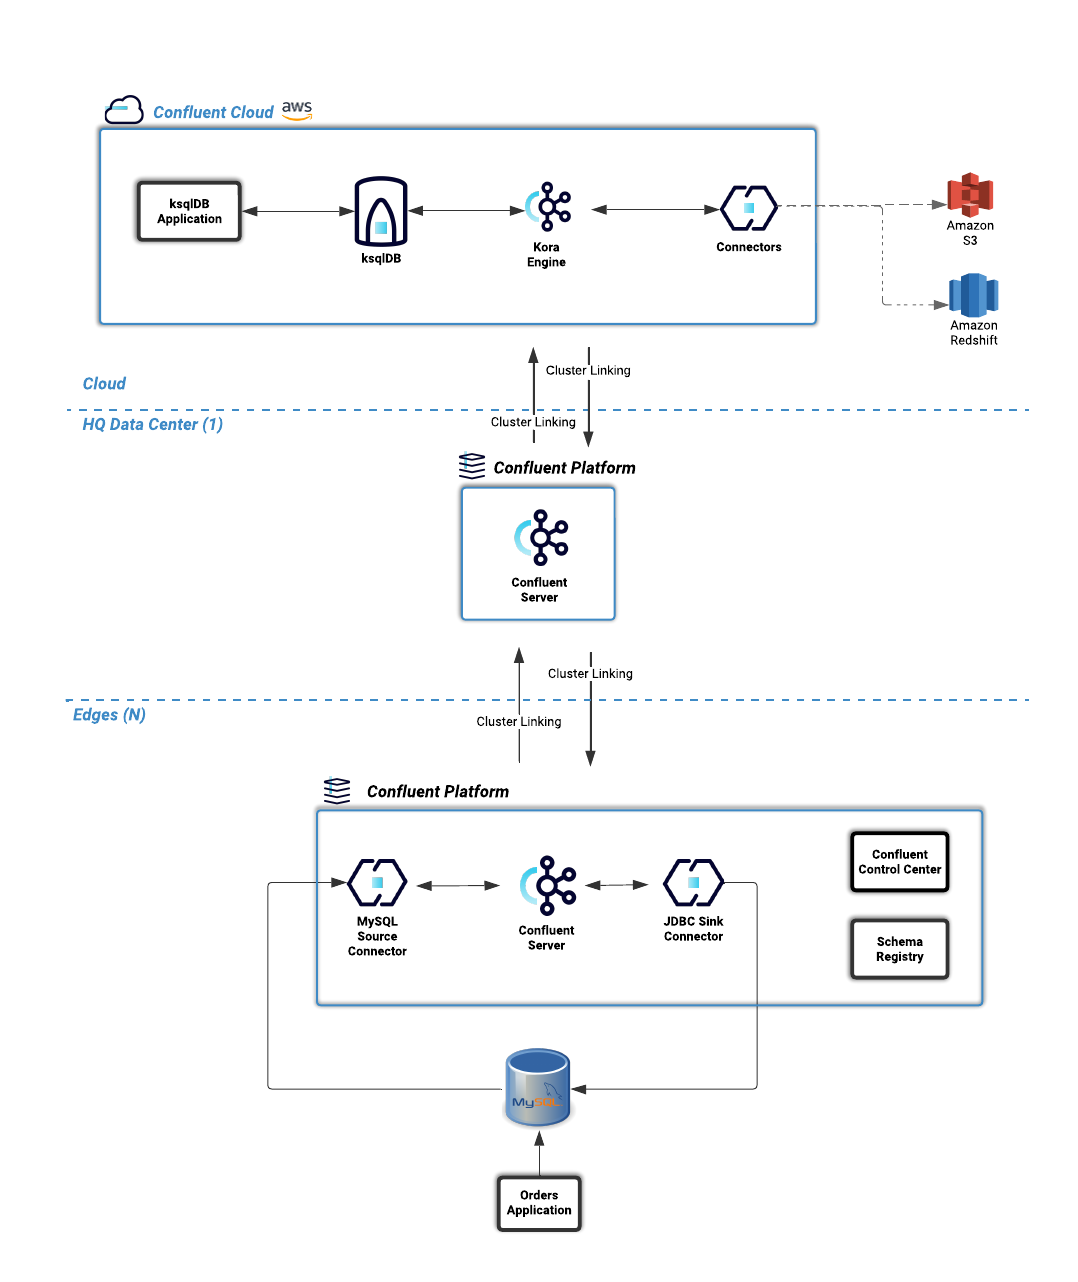 Confluent Cloud
aws
ksqlDB
Application
ksqlDB
Kora
Engine
Connectors
Amazon
S3
Amazon
Redshift
Cluster Linking
Cloud
HQ Data Center (1)
Cluster Linking
Confluent Platform
Confluent
Server
Cluster Linking
Edges (N)
Cluster Linking
Confluent Platform
MySQL
Source
Connector
Confluent
Server
JDBC Sink
Connector
Confluent
Control Center
Schema
Registry
MySQL
Orders
Application